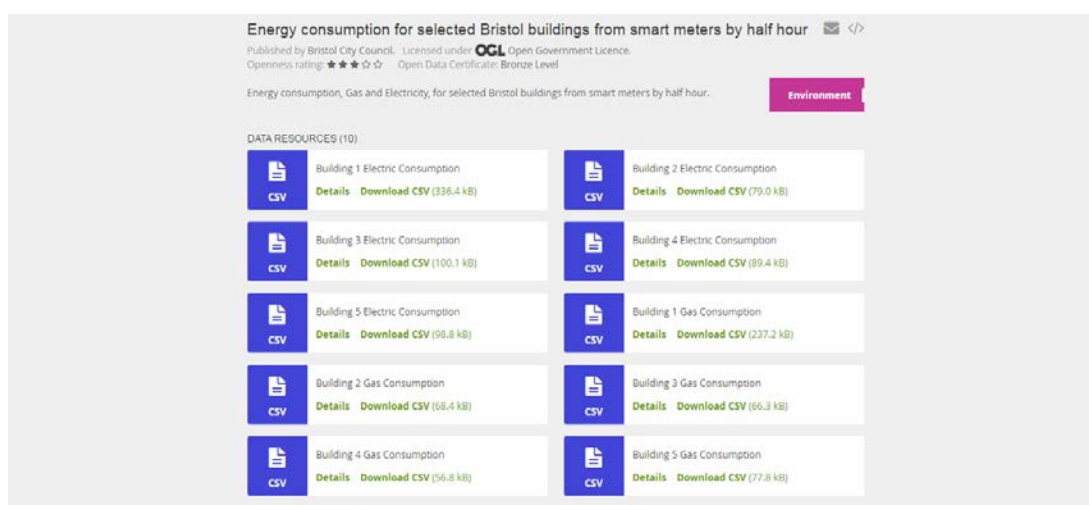 Energy consumption for selected Bristol buildings from smart meters by half hour
Published by Bristol City Council. Licensed under OGL Open Government Licence.
Openness rating: ★★★☆☆ Open Data Certificate: Bronze Level
Energy consumption, Gas and Electricity, for selected Bristol buildings from smart meters by half hour.
Environment
DATA RESOURCES (10)
Building 1 Electric Consumption
CSV Details Download CSV (336.4 kB)
Building 2 Electric Consumption
CSV Details Download CSV (79.0 kB)
Building 3 Electric Consumption
CSV Details Download CSV (100.1 kB)
Building 4 Electric Consumption
CSV Details Download CSV (89.4 kB)
Building 5 Electric Consumption
CSV Details Download CSV (98.8 kB)
Building 1 Gas Consumption
CSV Details Download CSV (237.2 kB)
Building 2 Gas Consumption
CSV Details Download CSV (68.4 kB)
Building 3 Gas Consumption
CSV Details Download CSV (66.3 kB)
Building 4 Gas Consumption
CSV Details Download CSV (56.8 kB)
Building 5 Gas Consumption
CSV Details Download CSV (77.8 kB)